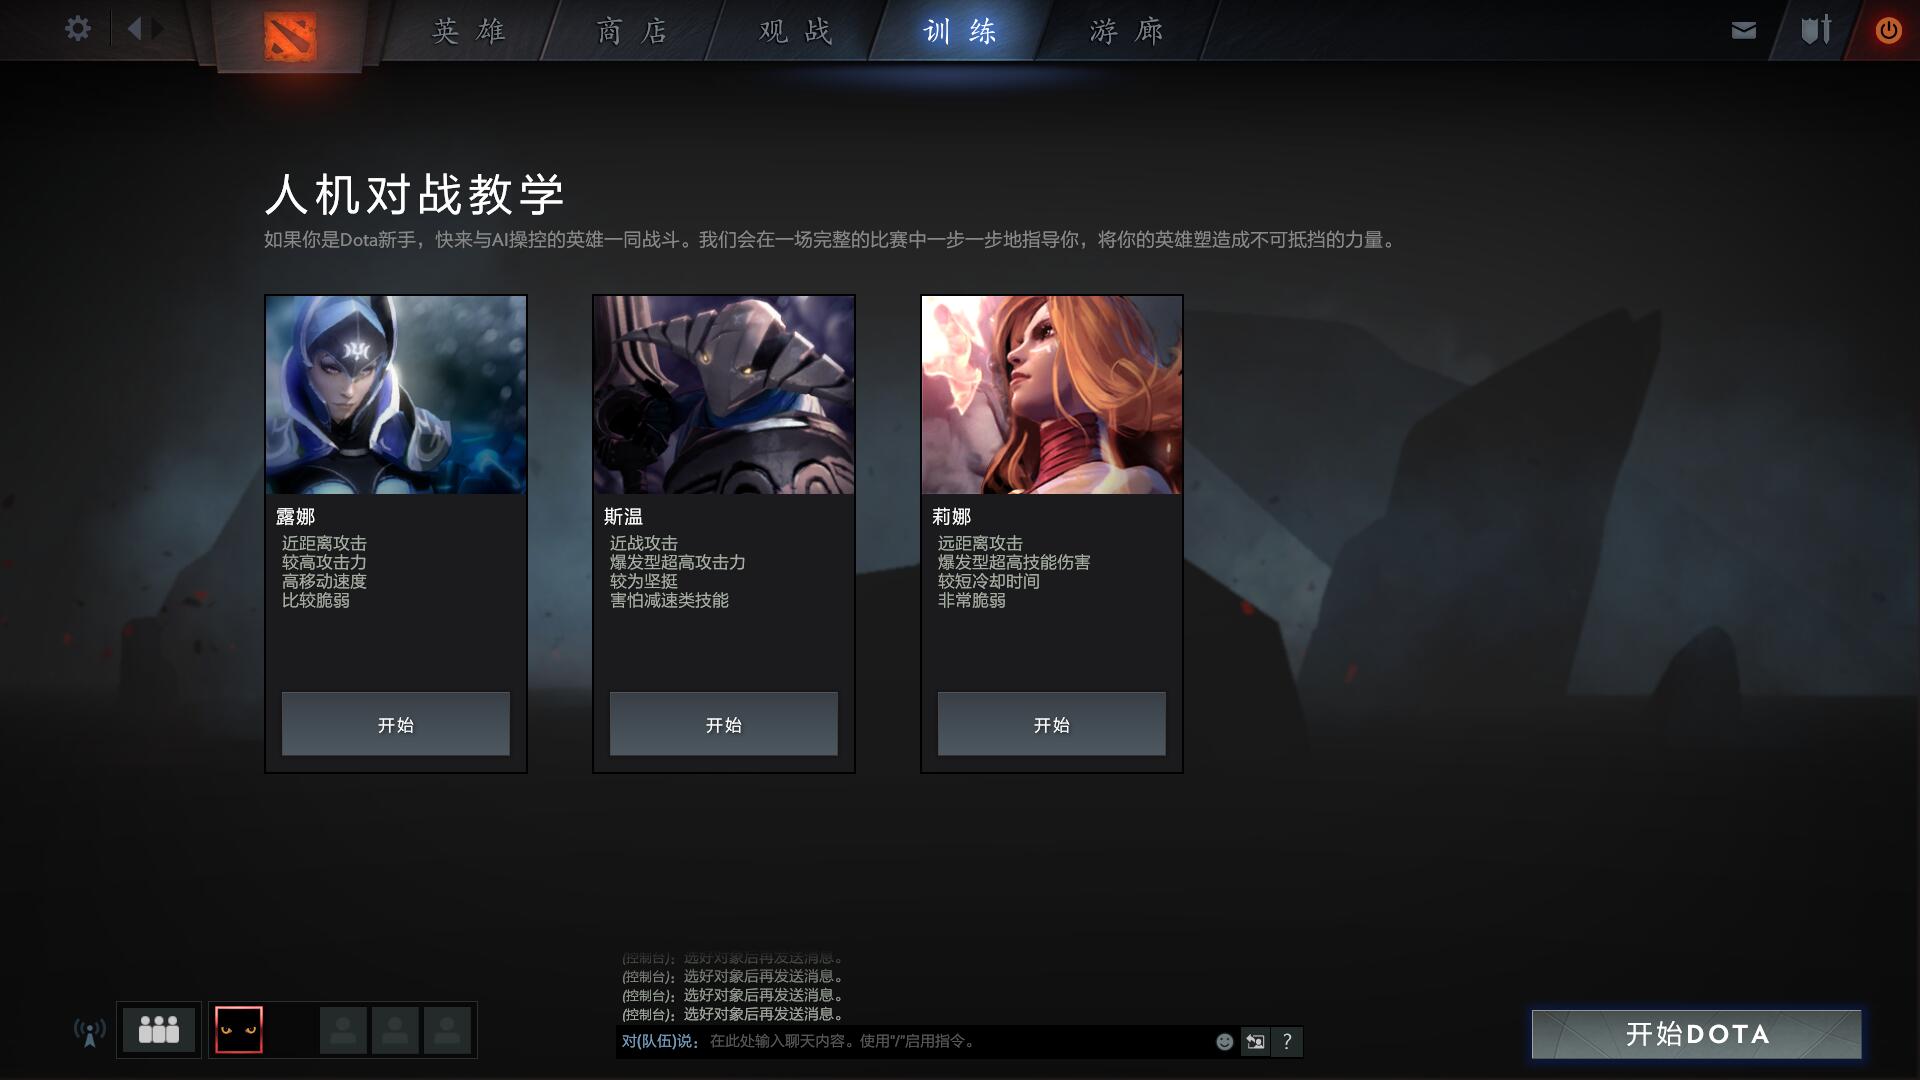 英雄
商店
观战
训练
游廊
人机对战教学
如果你是Dota新手，快来与AI操控的英雄一同战斗。我们会在一场完整的比赛中一步一步地指导你，将你的英雄塑造成不可抵挡的力量。
露娜
近距离攻击
较高攻击力
高移动速度
比较脆弱
开始
斯温
近战攻击
爆发型超高攻击力
较为坚挺
害怕减速类技能
开始
莉娜
远距离攻击
爆发型超高技能伤害
较短冷却时间
非常脆弱
开始
(控制台)：选好对象后再发送消息。
(控制台)：选好对象后再发送消息。
(控制台)：选好对象后再发送消息。
(控制台)：选好对象后再发送消息。
对(队伍)说：在此处输入聊天内容。使用"/"启用指令。
?
开始DOTA